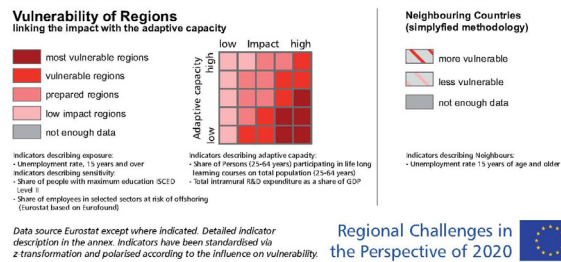 Vulnerability of Regions
linking the impact with the adaptive capacity
most vulnerable regions
vulnerable regions
prepared regions
low impact regions
not enough data
low Impact high
high
Adaptive capacity
low
Neighbouring Countries
(simplyfied methodology)
more vulnerable
less vulnerable
not enough data
Indicators describing exposure:
- Unemployment rate, 15 years and over
Indicators describing sensitivity:
- Share of people with maximum education ISCED
Level II
- Share of employees in selected sectors at risk of offshoring
(Eurostat based on Eurofound)
Indicators describing adaptive capacity:
- Share of Persons (25-64 years) participating in life long
learning courses on total population (25-64 years)
- Total intramural R&D expenditure as a share of GDP
Indicators describing Neighbours:
- Unemployment rate 15 years of age and older
Data source Eurostat except where indicated. Detailed indicator
description in the annex. Indicators have been standardised via
z-transformation and polarised according to the influence on vulnerability.
Regional Challenges in
the Perspective of 2020